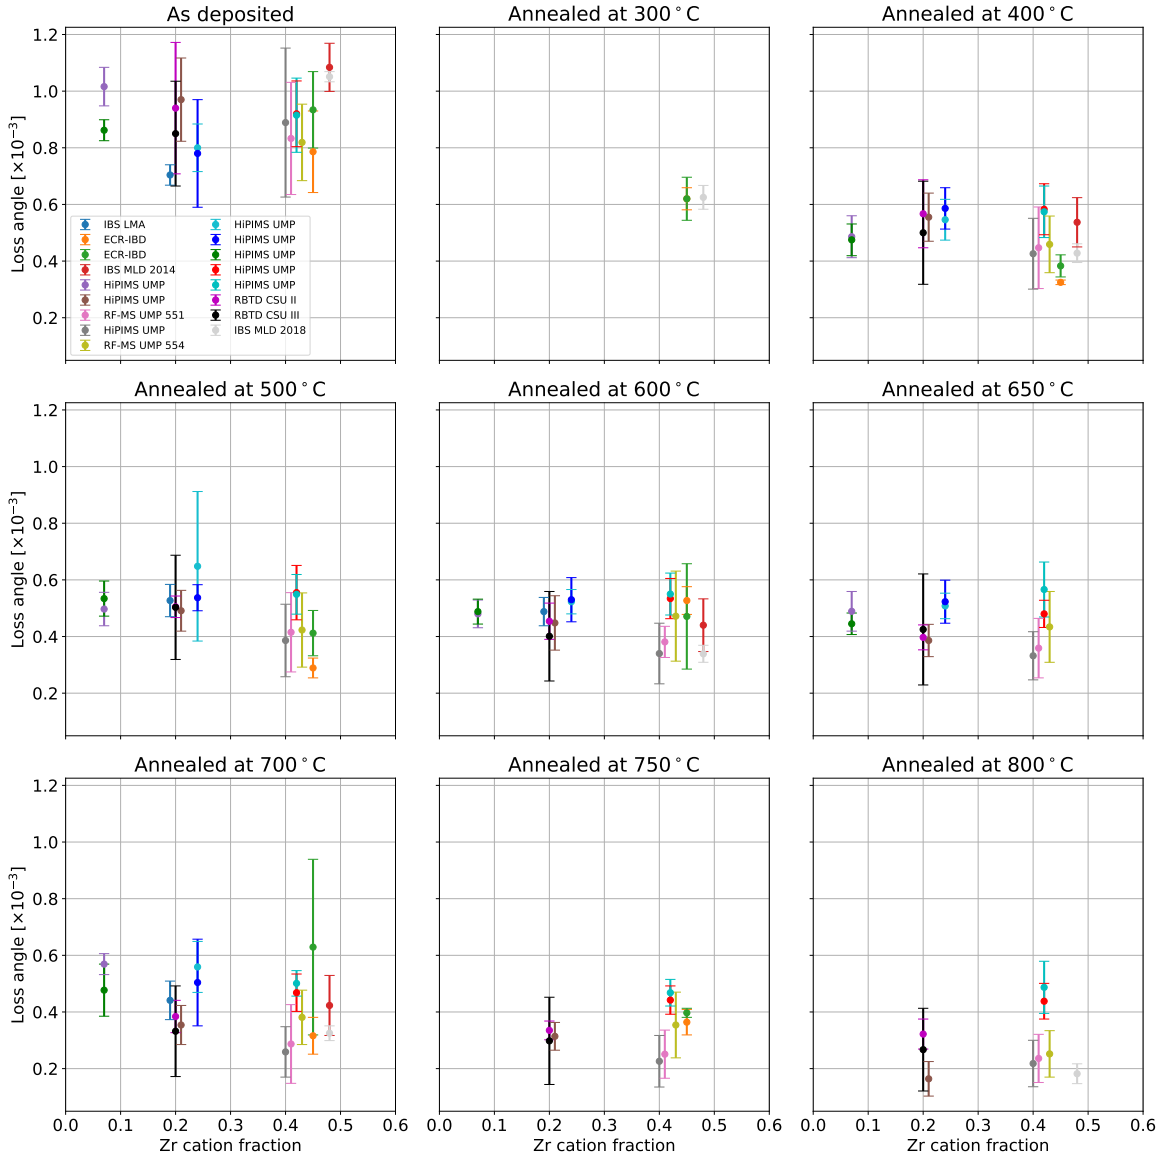 As deposited
Annealed at 300°C
Annealed at 400°C
1.2
1.0
0.8
0.6
0.4
0.2
Loss angle [×10⁻³]
IBS LMA
ECR-IBD
ECR-IBD
IBS MLD 2014
HiPIMS UMP
HiPIMS UMP
RF-MS UMP 551
HiPIMS UMP
RF-MS UMP 554
HiPIMS UMP
HiPIMS UMP
HiPIMS UMP
HiPIMS UMP
HiPIMS UMP
RBTD CSU II
RBTD CSU III
IBS MLD 2018
Annealed at 500°C
Annealed at 600°C
Annealed at 650°C
1.2
1.0
0.8
0.6
0.4
0.2
Loss angle [×10⁻³]
Annealed at 700°C
Annealed at 750°C
Annealed at 800°C
1.2
1.0
0.8
0.6
0.4
0.2
Loss angle [×10⁻³]
0.0 0.1 0.2 0.3 0.4 0.5 0.6
Zr cation fraction
0.0 0.1 0.2 0.3 0.4 0.5 0.6
Zr cation fraction
0.0 0.1 0.2 0.3 0.4 0.5 0.6
Zr cation fraction